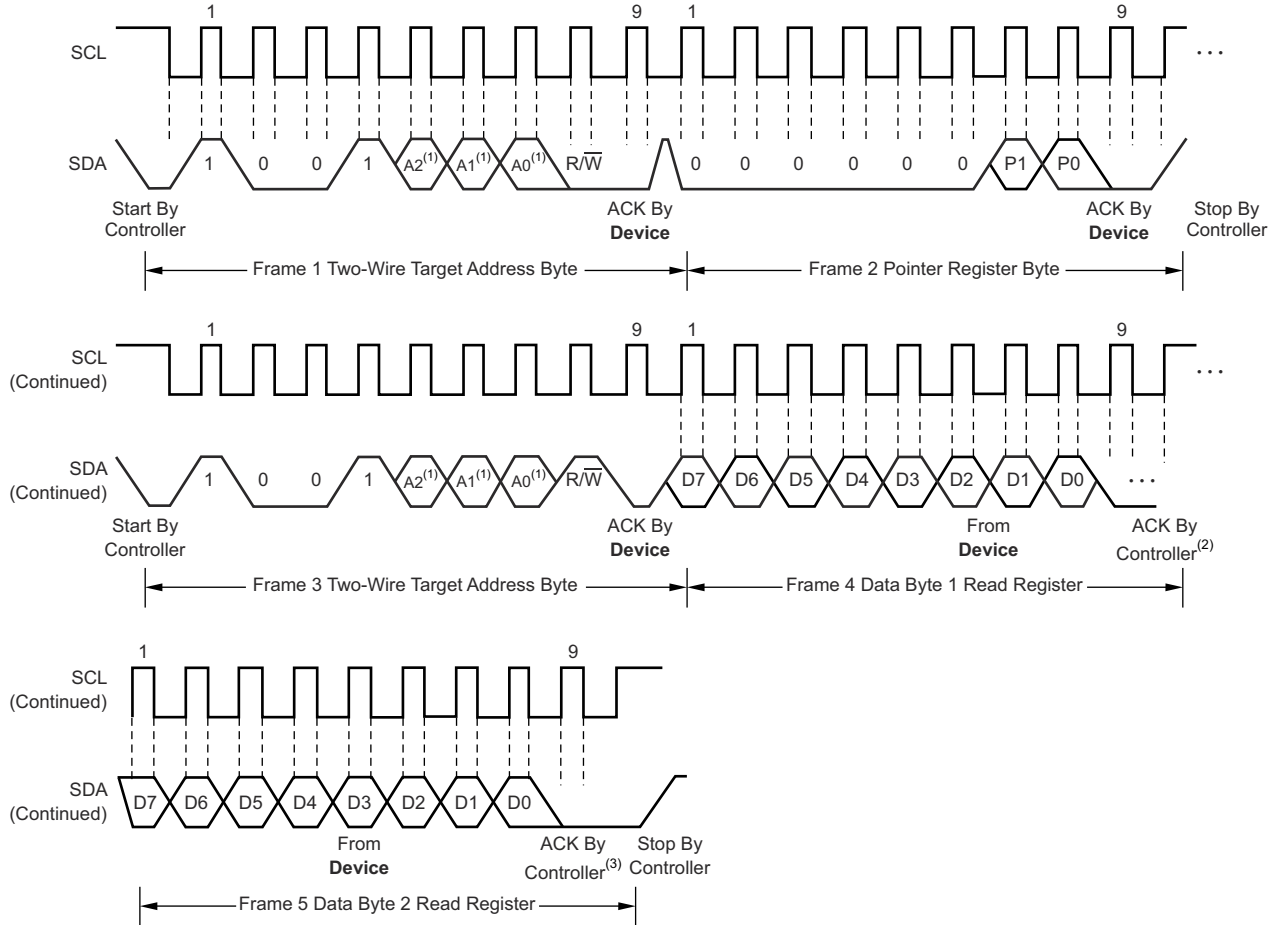 1 9 1 9
SCL
. . .
SDA
1 0 0 1 A2(1) A1(1) A0(1) R/W̅ 0 0 0 0 0 0 P1 P0
Start By
Controller
ACK By
Device
ACK By
Device
Stop By
Controller
Frame 1 Two-Wire Target Address Byte
Frame 2 Pointer Register Byte
1 9 1 9
SCL
(Continued)
. . .
SDA
(Continued)
1 0 0 1 A2(1) A1(1) A0(1) R/W̅ D7 D6 D5 D4 D3 D2 D1 D0 . . .
Start By
Controller
ACK By
Device
From
Device
ACK By
Controller(2)
Frame 3 Two-Wire Target Address Byte
Frame 4 Data Byte 1 Read Register
1 9
SCL
(Continued)
SDA
(Continued)
D7 D6 D5 D4 D3 D2 D1 D0
From
Device
ACK By
Controller(3)
Stop By
Controller
Frame 5 Data Byte 2 Read Register